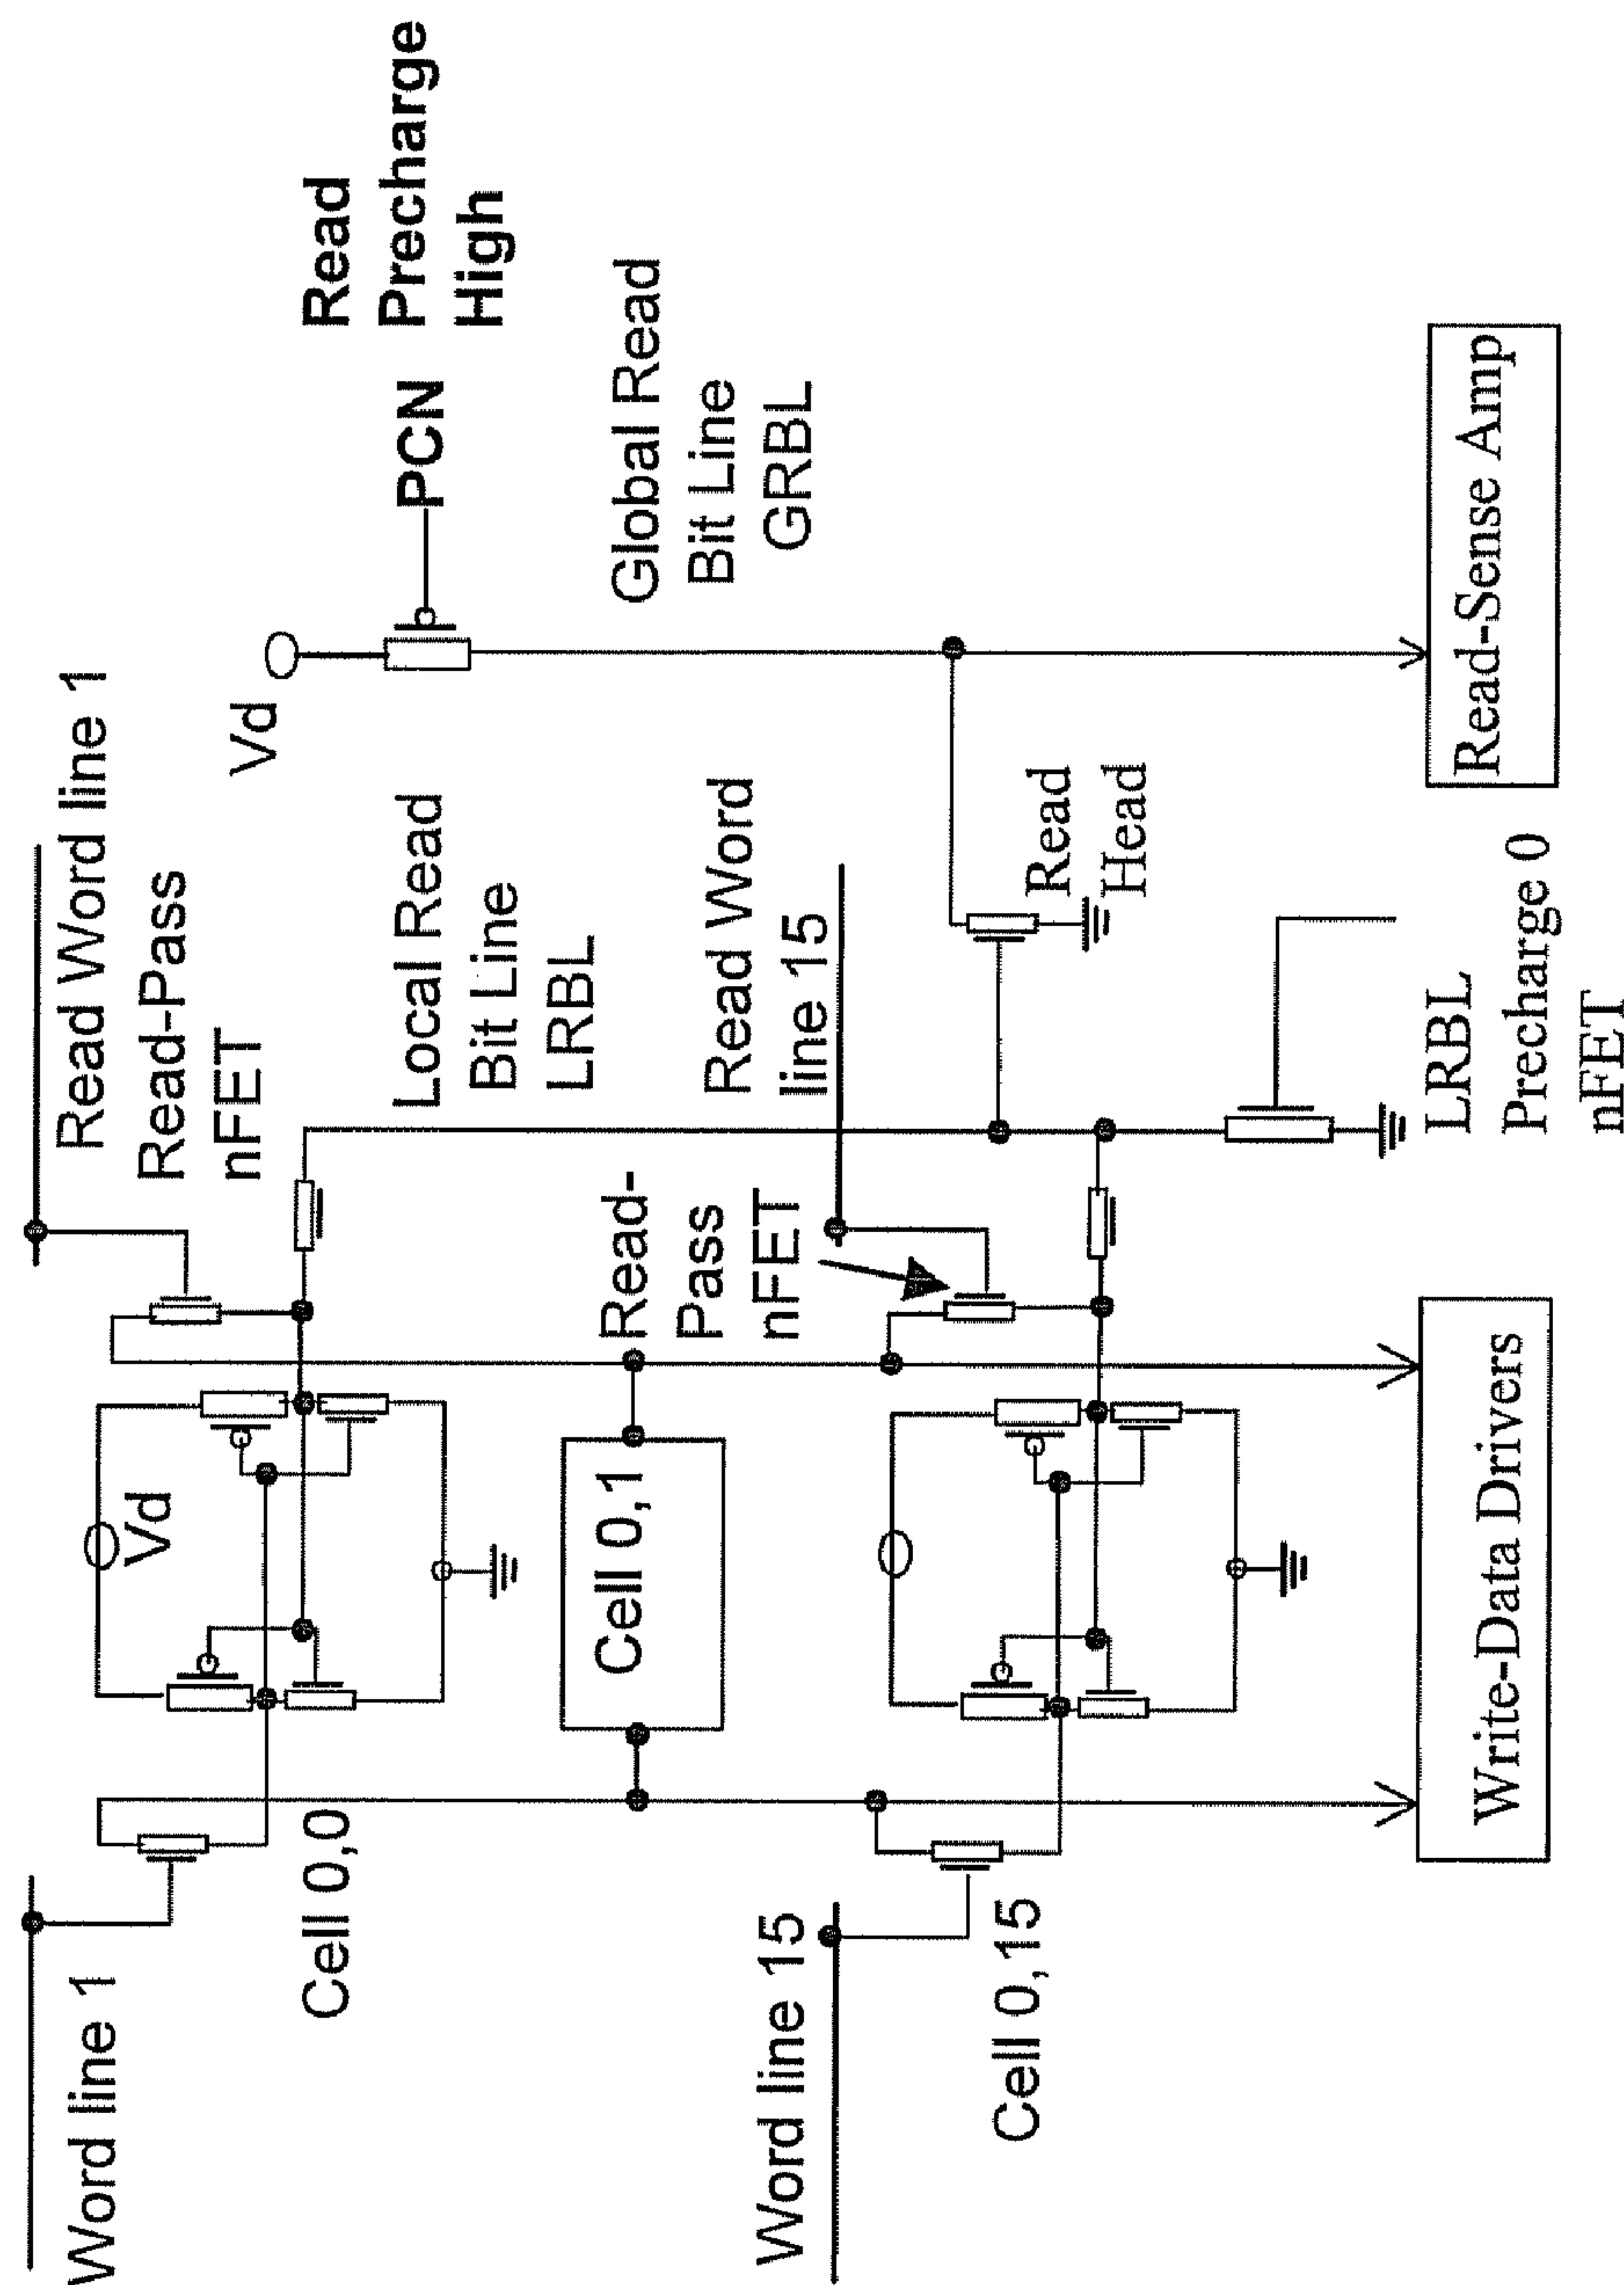 Word line 1
Read Word line 1
Read-Pass
nFET
Vd
Vd
PCN
Read
Precharge
High
Cell 0,0
Local Read
Bit Line
LRBL
Global Read
Bit Line
GRBL
Cell 0,1
Read-
Pass
nFET
Read Word
line 15
Word line 15
Cell 0,15
Read
Head
Write-Data Drivers
LRBL
Precharge 0
nFET
Read-Sense Amp